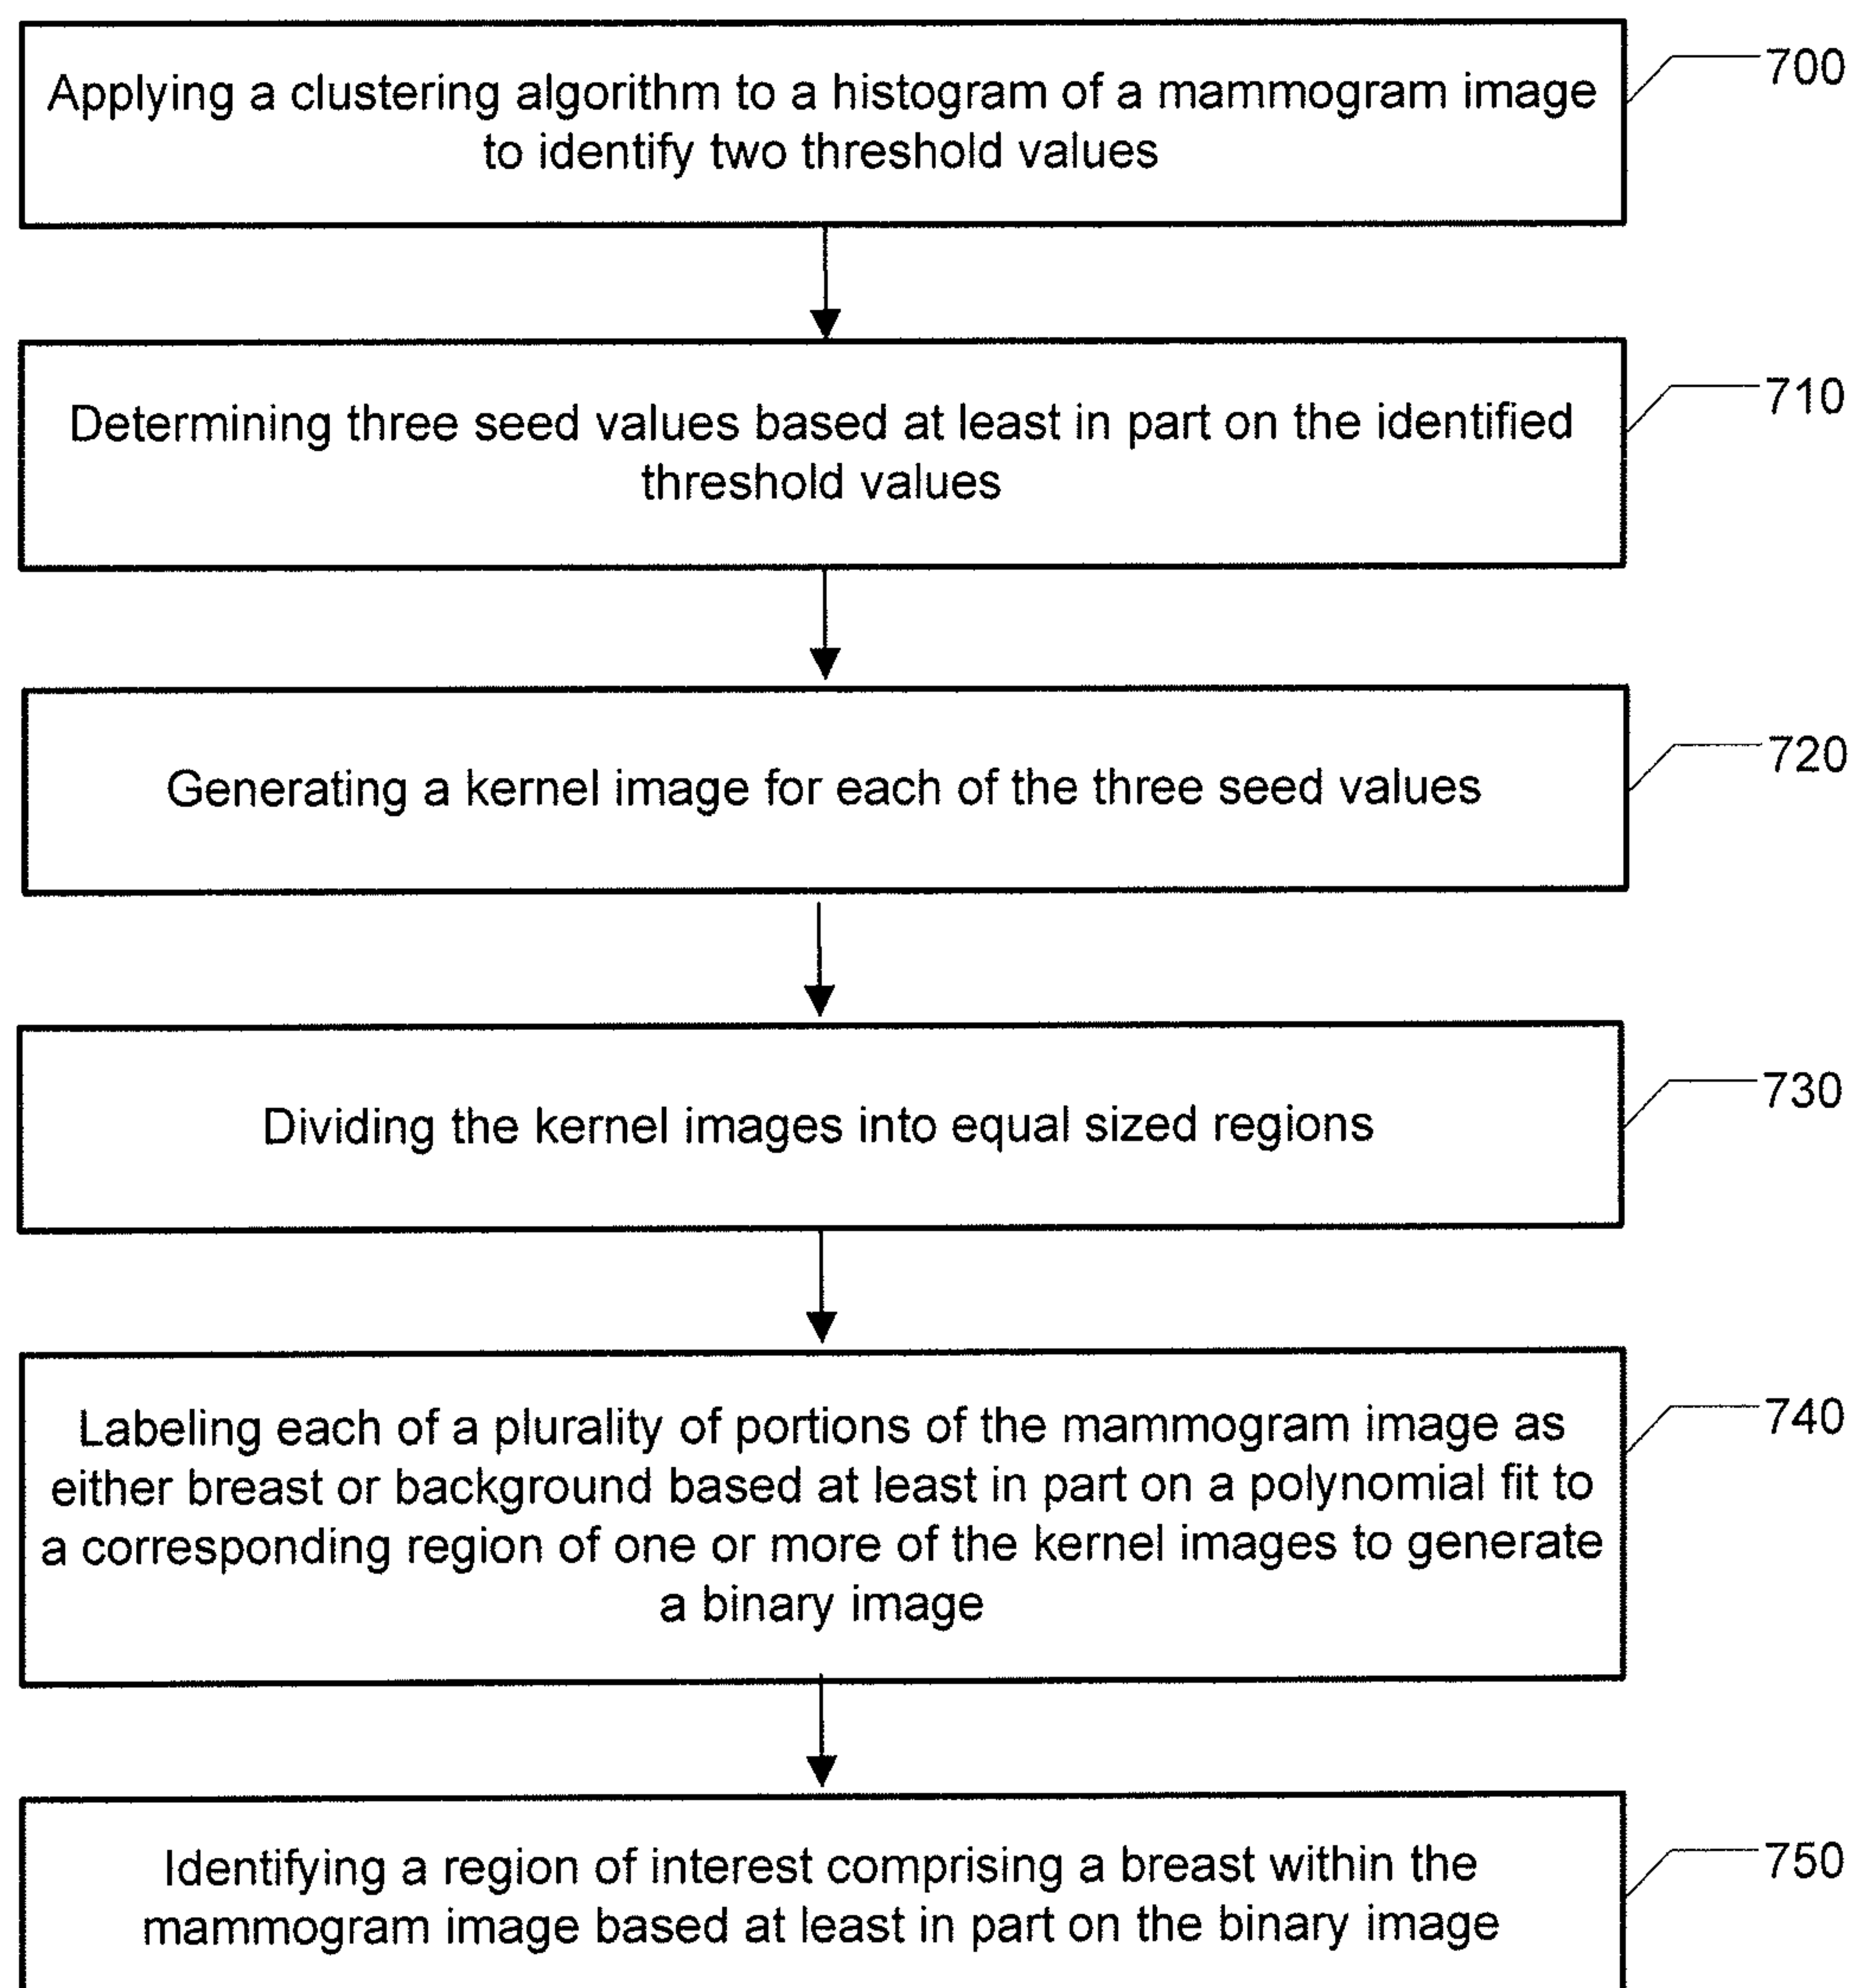 Applying a clustering algorithm to a histogram of a mammogram image
to identify two threshold values
700
Determining three seed values based at least in part on the identified
threshold values
710
Generating a kernel image for each of the three seed values
720
Dividing the kernel images into equal sized regions
730
Labeling each of a plurality of portions of the mammogram image as
either breast or background based at least in part on a polynomial fit to
a corresponding region of one or more of the kernel images to generate
a binary image
740
Identifying a region of interest comprising a breast within the
mammogram image based at least in part on the binary image
750